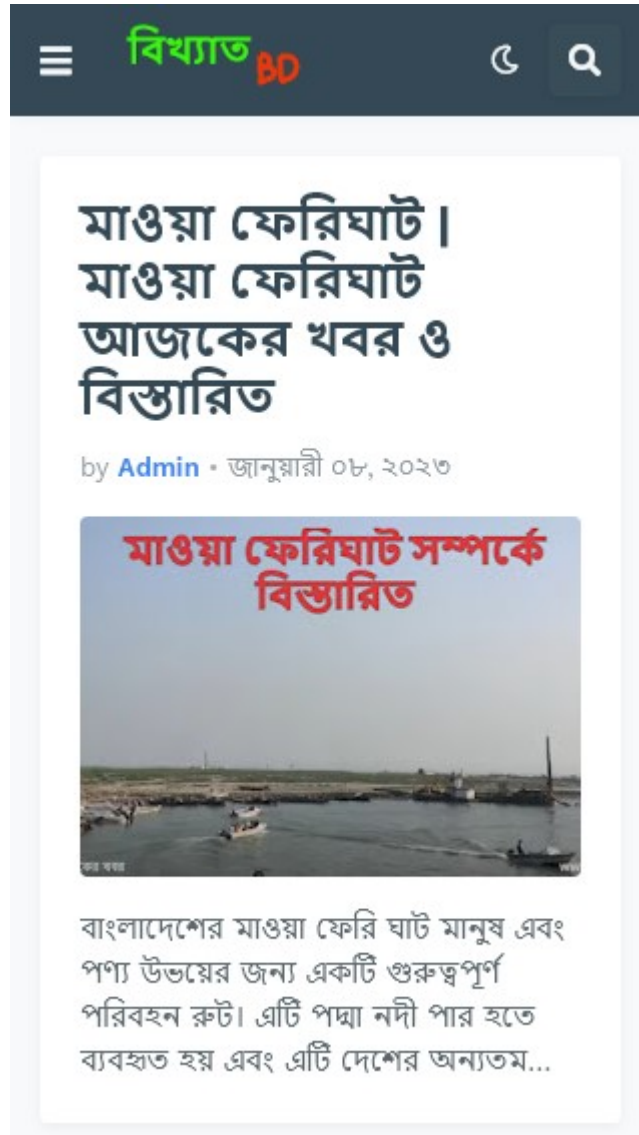 বিখ্যাত BD
মাওয়া ফেরিঘাট |
মাওয়া ফেরিঘাট
আজকের খবর ও
বিস্তারিত
by Admin • জানুয়ারী ০৮, ২০২৩
মাওয়া ফেরিঘাট সম্পর্কে
বিস্তারিত
বাংলাদেশের মাওয়া ফেরি ঘাট মানুষ এবং
পণ্য উভয়ের জন্য একটি গুরুত্বপূর্ণ
পরিবহন রুট। এটি পদ্মা নদী পার হতে
ব্যবহৃত হয় এবং এটি দেশের অন্যতম...